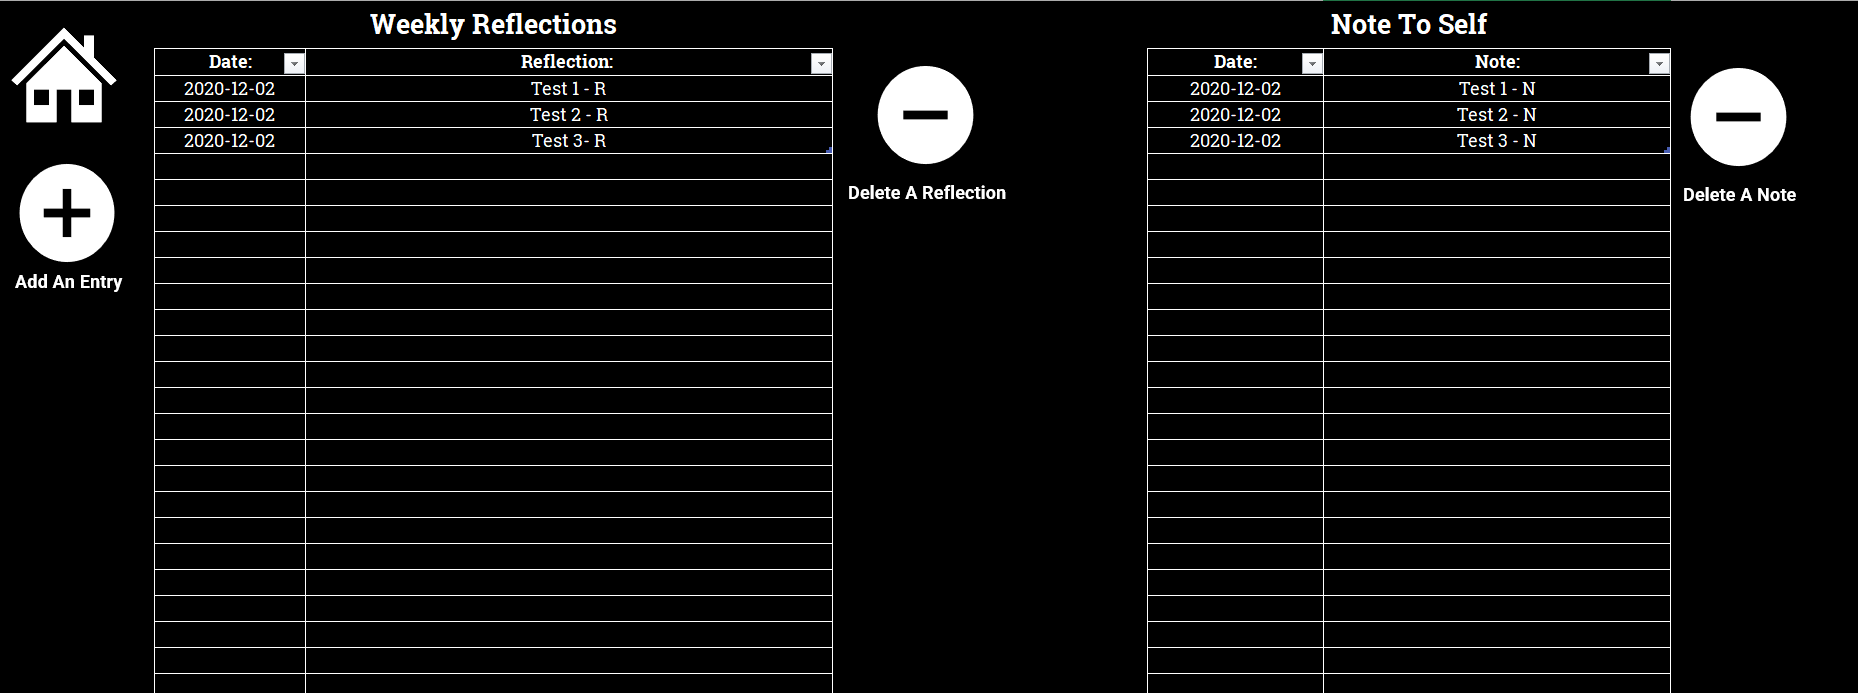 Weekly Reflections
Date: Reflection:
2020-12-02 Test 1 - R
2020-12-02 Test 2 - R
2020-12-02 Test 3- R
Add An Entry
Delete A Reflection
Note To Self
Date: Note:
2020-12-02 Test 1 - N
2020-12-02 Test 2 - N
2020-12-02 Test 3 - N
Delete A Note